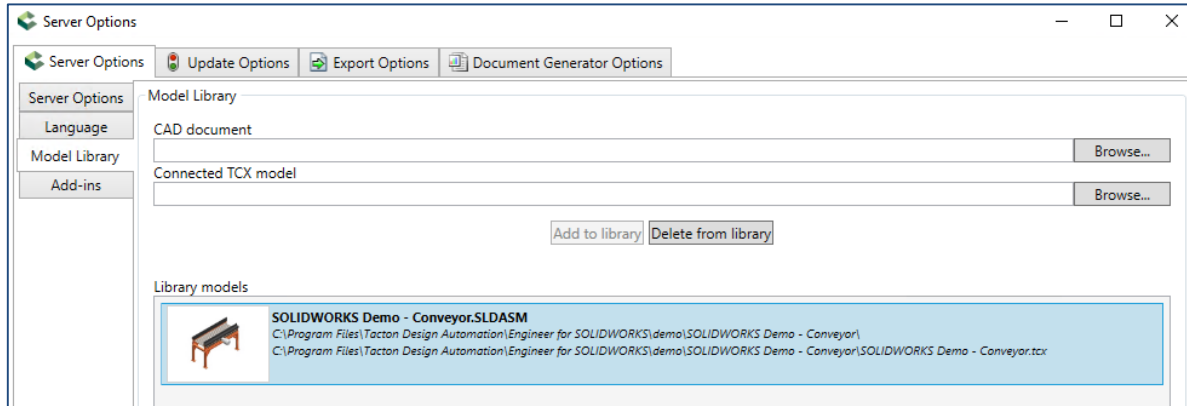 Server Options
Server Options Update Options Export Options Document Generator Options
Server Options
Language
Model Library
Add-ins
Model Library
CAD document
Browse...
Connected TCX model
Browse...
Add to library Delete from library
Library models
SOLIDWORKS Demo - Conveyor.SLDASM
C:\Program Files\Tacton Design Automation\Engineer for SOLIDWORKS\demo\SOLIDWORKS Demo - Conveyor\
C:\Program Files\Tacton Design Automation\Engineer for SOLIDWORKS\demo\SOLIDWORKS Demo - Conveyor\SOLIDWORKS Demo - Conveyor.tcx